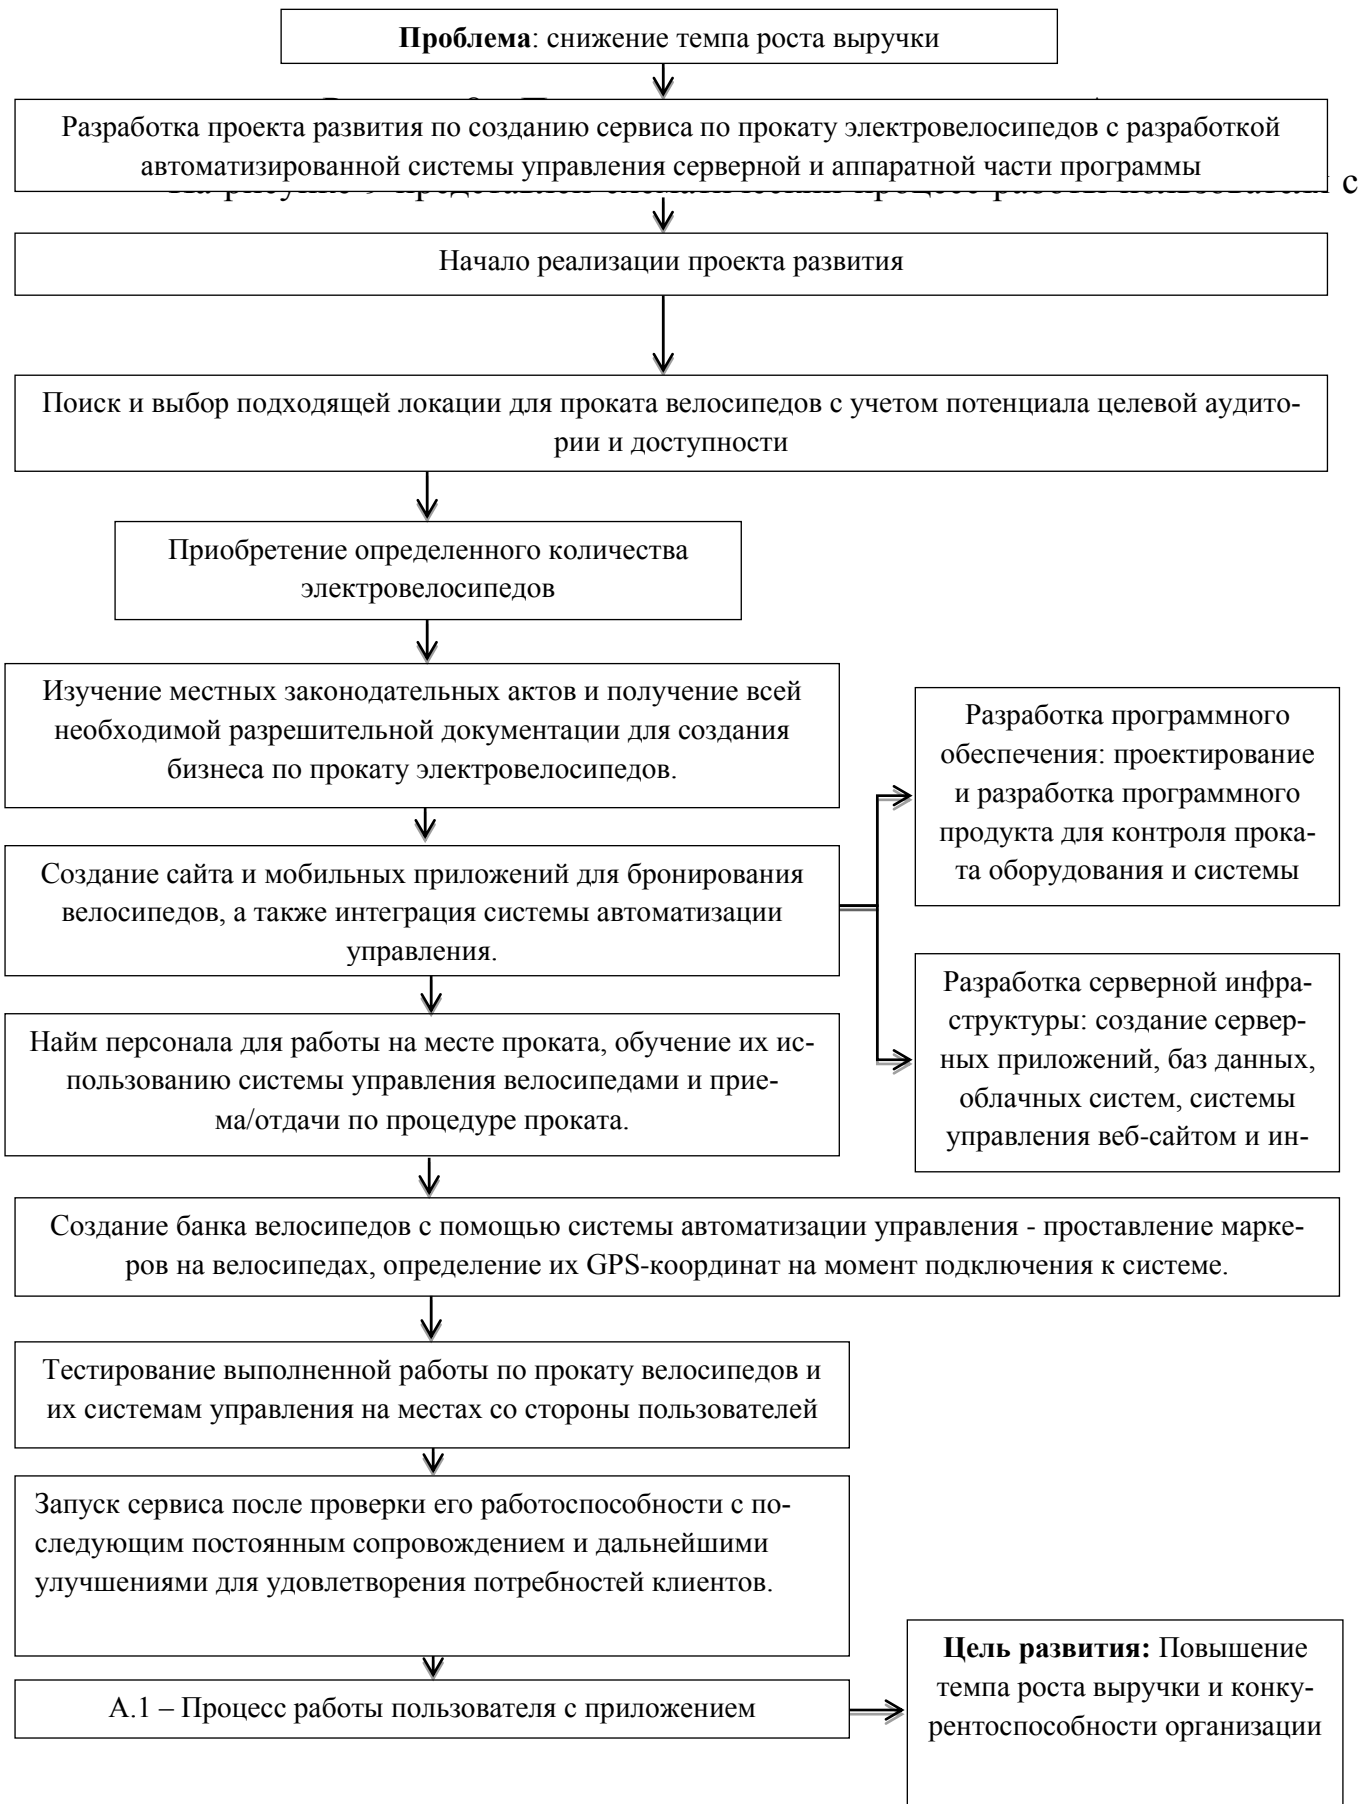 Проблема: снижение темпа роста выручки
Разработка проекта развития по созданию сервиса по прокату электровелосипедов с разработкой
автоматизированной системы управления серверной и аппаратной части программы
с
Начало реализации проекта развития
Поиск и выбор подходящей локации для проката велосипедов с учетом потенциала целевой аудито-
рии и доступности
Приобретение определенного количества
электровелосипедов
Изучение местных законодательных актов и получение всей
необходимой разрешительной документации для создания
бизнеса по прокату электровелосипедов.
Разработка программного
обеспечения: проектирование
и разработка программного
продукта для контроля прока-
та оборудования и системы
Создание сайта и мобильных приложений для бронирования
велосипедов, а также интеграция системы автоматизации
управления.
Разработка серверной инфра-
структуры: создание сервер-
ных приложений, баз данных,
облачных систем, системы
управления веб-сайтом и ин-
Найм персонала для работы на месте проката, обучение их ис-
пользованию системы управления велосипедами и прие-
ма/отдачи по процедуре проката.
Создание банка велосипедов с помощью системы автоматизации управления - проставление марке-
ров на велосипедах, определение их GPS-координат на момент подключения к системе.
Тестирование выполненной работы по прокату велосипедов и
их системам управления на местах со стороны пользователей
Запуск сервиса после проверки его работоспособности с по-
следующим постоянным сопровождением и дальнейшими
улучшениями для удовлетворения потребностей клиентов.
А.1 – Процесс работы пользователя с приложением
Цель развития: Повышение
темпа роста выручки и конку-
рентоспособности организации